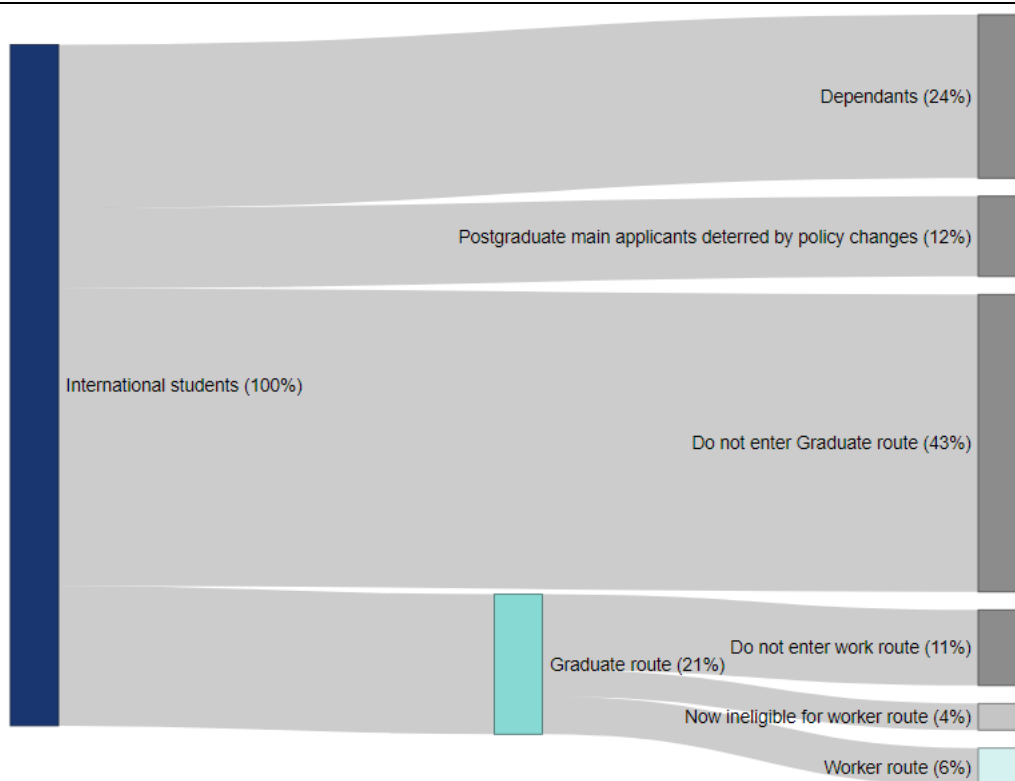 Dependants (24%)
Postgraduate main applicants deterred by policy changes (12%)
International students (100%)
Do not enter Graduate route (43%)
Do not enter work route (11%)
Graduate route (21%)
Now ineligible for worker route (4%)
Worker route (6%)